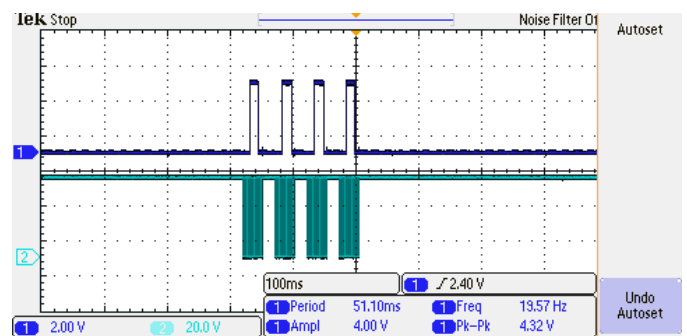 Tek Stop
Noise Filter Of
Autoset
1
2
100ms
1 2.40 V
1 Period 51.10ms
1 Freq 19.57 Hz
1 2.00 V
2 20.0 V
1 Ampl 4.00 V
1 Pk-Pk 4.32 V
Undo
Autoset